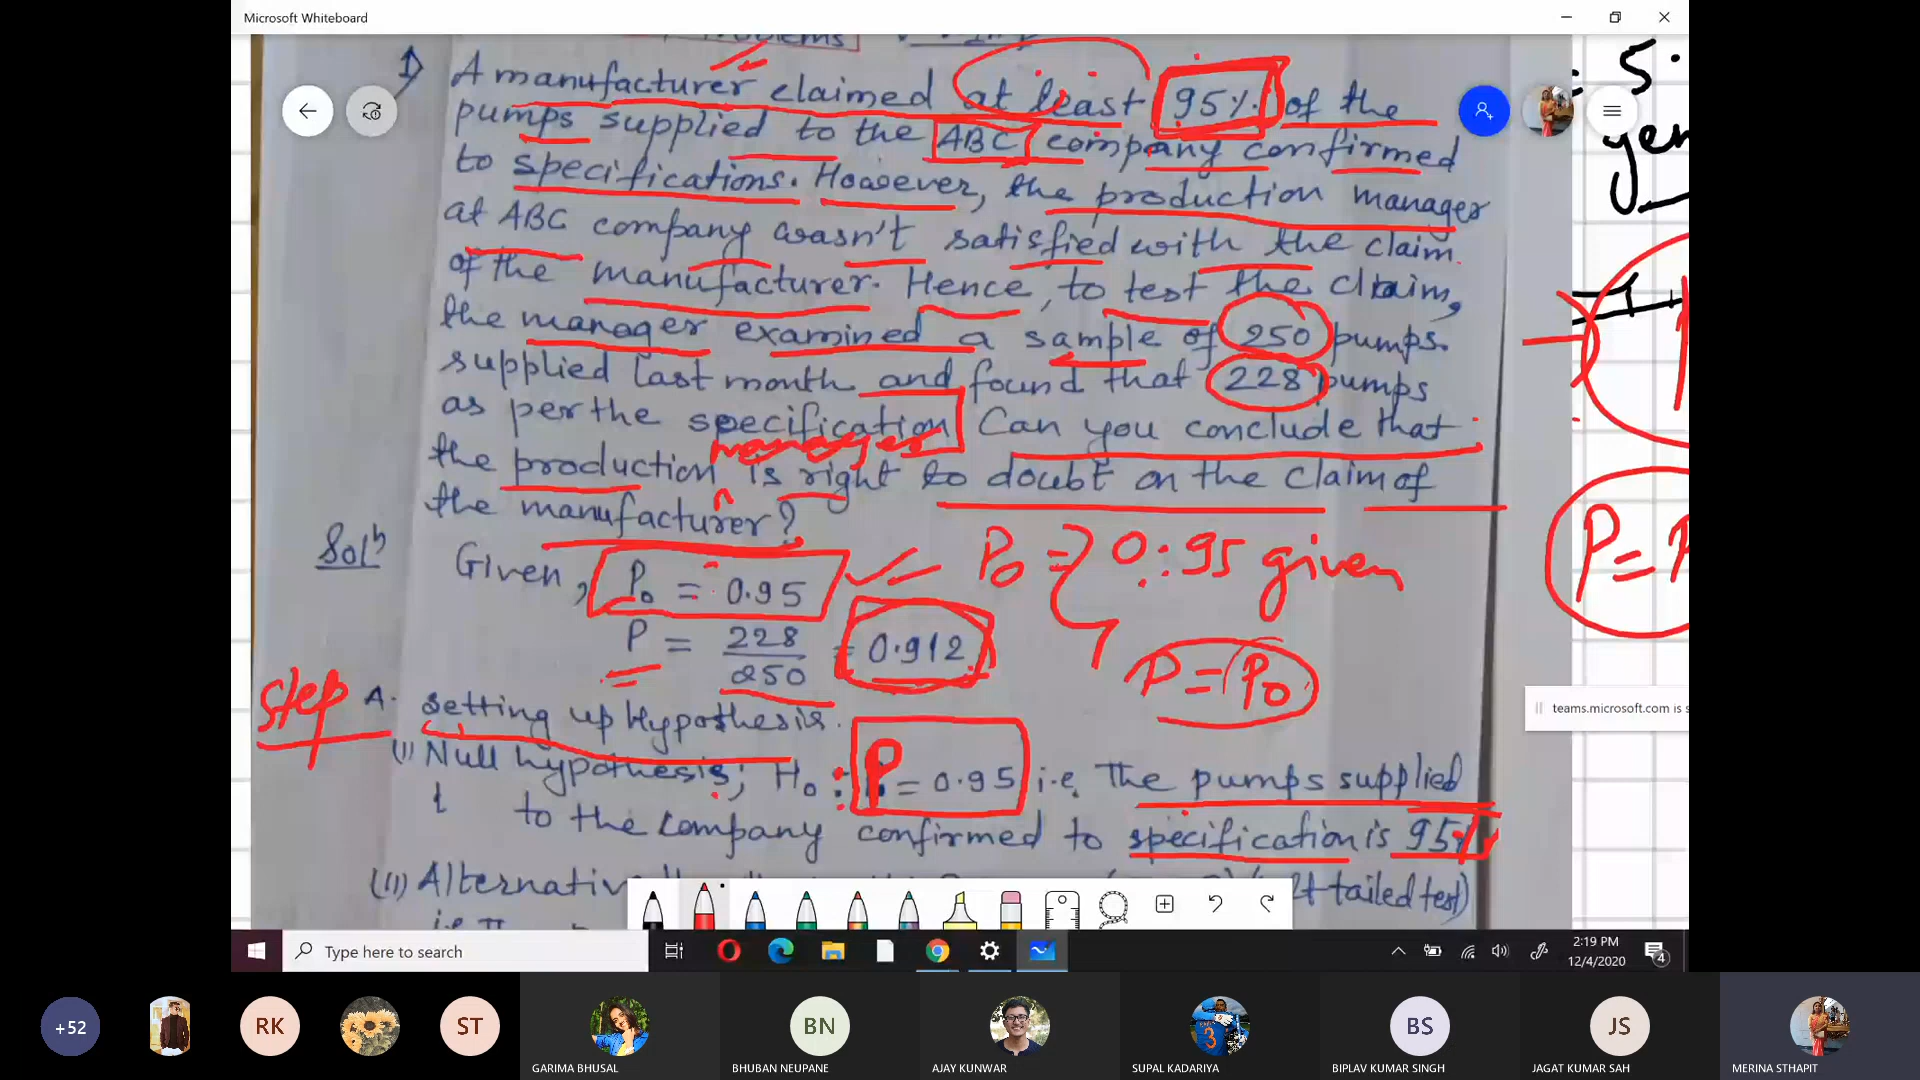 Microsoft Whiteboard
1) A manufacturer claimed at least 95% of the
pumps supplied to the ABC company confirmed
to specifications. However, the production manager
at ABC company wasn't satisfied with the claim
of the manufacturer. Hence, to test the claim,
the manager examined a sample of 250 pumps.
supplied last month and found that 228 pumps
as per the specification. Can you conclude that
manager
the production ^ is right to doubt on the claim of
the manufacturer?
Solⁿ
Given, P₀ = 0.95
P₀ = 0.95 given
P = 228/250 = 0.912
P = P₀
Step A. setting up Hypothesis.
(i) Null hypothesis; H₀ : P = 0.95 i.e. The pumps supplied
to the company confirmed to specification is 95%
(ii) Alternative
tailed test)
5.
P =
teams.microsoft.com is s
Type here to search
2:19 PM
12/4/2020
4
+52
RK
ST
GARIMA BHUSAL
BN
BHUBAN NEUPANE
AJAY KUNWAR
3
SUPAL KADARIYA
BS
BIPLAV KUMAR SINGH
JS
JAGAT KUMAR SAH
MERINA STHAPIT